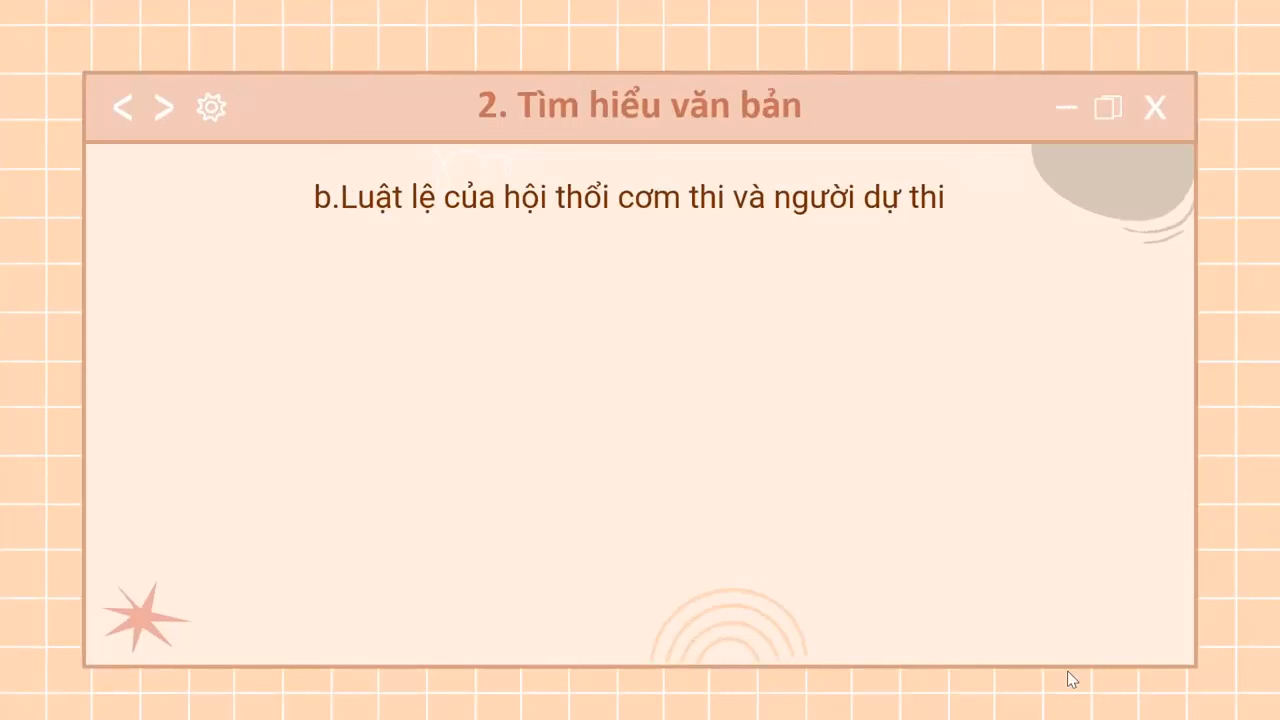 2. Tìm hiểu văn bản
b.Luật lệ của hội thổi cơm thi và người dự thi